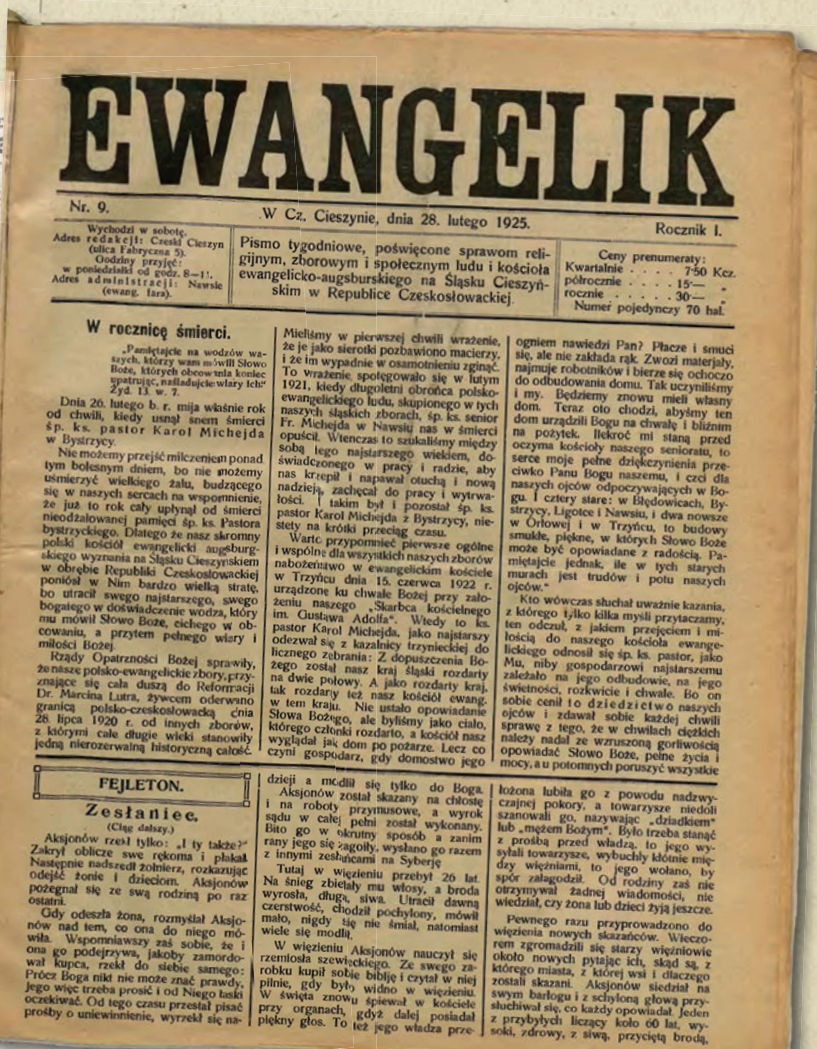 EWANGELIK
Nr. 9.
W Cz. Cieszynie, dnia 28. lutego 1925.
Rocznik I.
Wychodzi w sobotę.
Adres redakcji: Czeski Cieszyn
(ulica Fabryczna 5).
Godziny przyjęć:
w poniedziałki od godz. 8—11.
Adres administracji: Nawsie
(ewang. fara).
Pismo tygodniowe, poświęcone sprawom reli-
gijnym, zborowym i społecznym ludu i kościoła
ewangelicko-augsburskiego na Śląsku Cieszyń-
skim w Republice Czeskosłowackiej.
Ceny prenumeraty:
Kwartalnie . . . . 7·50 Kcz.
półrocznie . . . . 15·— „
rocznie . . . . . 30·— „
Numer pojedynczy 70 hal.
W rocznicę śmierci.
„Pamiętajcie na wodzów wa-
szych, którzy wam mówili Słowo
Boże, których obcowania koniec
upatrując, naśladujcie wiary ich."
Żyd. 13. w. 7.
Dnia 26. lutego b. r. mija właśnie rok
od chwili, kiedy usnął snem śmierci
śp. ks. pastor Karol Michejda
w Bystrzycy.
Nie możemy przejść milczeniem ponad
tym bolesnym dniem, bo nie możemy
uśmierzyć wielkiego żalu, budzącego
się w naszych sercach na wspomnienie,
że już to rok cały upłynął od śmierci
nieodżałowanej pamięci śp. ks. Pastora
bystrzyckiego. Dlatego że nasz skromny
polski kościół ewangelicki augsburg-
skiego wyznania na Śląsku Cieszyńskiem
w obrębie Republiki Czeskosłowackiej
poniósł w Nim bardzo wielką stratę,
bo utracił swego najstarszego, swego
bogatego w doświadczenie wodza, który
mu mówił Słowo Boże, cichego w ob-
cowaniu, a przytem pełnego wiary i
miłości Bożej.
Rządy Opatrzności Bożej sprawiły,
że nasze polsko-ewangelickie zbory, przy-
znające się cała duszą do Reformacji
Dr. Marcina Lutra, żywcem oderwano
granicą polsko-czeskosłowacką dnia
28. lipca 1920 r. od innych zborów,
z którymi całe długie wieki stanowiły
jedną nierozerwalną historyczną całość.
Mieliśmy w pierwszej chwili wrażenie,
że je jako sierotki pozbawiono macierzy,
i że im wypadnie w osamotnieniu zginąć.
To wrażenie spotęgowało się w lutym
1921, kiedy długoletni obrońca polsko-
ewangelickiego ludu, skupionego w tych
naszych śląskich zborach, śp. ks. senior
Fr. Michejda w Nawsiu nas w śmierci
opuścił. Wtenczas to szukaliśmy między
sobą tego najstarszego wiekiem, do-
świadczonego w pracy i radzie, aby
nas krzepił i napawał otuchą i nową
nadzieją, zachęcał do pracy i wytrwa-
łości. I takim był i pozostał śp. ks.
pastor Karol Michejda z Bystrzycy, nie-
stety na krótki przeciąg czasu.
Warto przypomnieć pierwsze ogólne
i wspólne dla wszystkich naszych zborów
nabożeństwo w ewangelickim kościele
w Trzyńcu dnia 15. czerwca 1922 r.
urządzone ku chwale Bożej przy zało-
żeniu naszego „Skarbca kościelnego
im. Gustawa Adolfa". Wtedy to ks.
pastor Karol Michejda, jako najstarszy
odezwał się z kazalnicy trzynieckiej do
licznego zebrania: Z dopuszczenia Bo-
żego został nasz kraj śląski rozdarty
na dwie połowy. A jako rozdarty kraj,
tak rozdarty też nasz kościół ewang.
w tem kraju. Nie ustało opowiadanie
Słowa Bożego, ale byliśmy jako ciało,
którego członki rozdarto, a kościół nasz
wyglądał jak dom po pożarze. Lecz co
czyni gospodarz, gdy domostwo jego
ogniem nawiedzi Pan? Płacze i smuci
się, ale nie zakłada rąk. Zwozi materjały,
najmuje robotników i bierze się ochoczo
do odbudowania domu. Tak uczyniliśmy
i my. Będziemy znowu mieli własny
dom. Teraz oto chodzi, abyśmy ten
dom urządzili Bogu na chwałę i bliźnim
na pożytek. Ilekroć mi staną przed
oczyma kościoły naszego senioratu, to
serce moje pełne dziękczynienia prze-
ciwko Panu Bogu naszemu, i czci dla
naszych ojców odpoczywających w Bo-
gu. I cztery stare: w Błędowicach, By-
strzycy, Ligotce i Nawsiu, i dwa nowsze
w Orłowej i w Trzyńcu, to budowy
smukłe, piękne, w których Słowo Boże
może być opowiadane z radością. Pa-
miętajcie jednak, ile w tych starych
murach jest trudów i potu naszych
ojców."
Kto wówczas słuchał uważnie kazania,
z którego tylko kilka myśli przytaczamy,
ten odczuł, z jakiem przejęciem i mi-
łością do naszego kościoła ewange-
lickiego odnosił się śp. ks. pastor, jako
Mu, niby gospodarzowi najstarszemu
zależało na jego odbudowie, na jego
świetności, rozkwicie i chwale. Bo on
sobie cenił to dziedzictwo naszych
ojców i zdawał sobie każdej chwili
sprawę z tego, że w chwilach ciężkich
należy nadal ze wzruszoną gorliwością
opowiadać Słowo Boże, pełne życia i
mocy, a u potomnych poruszyć wszystkie
FEJLETON.
Zesłaniec.
(Ciąg dalszy.)
Aksjonów rzekł tylko: „I ty także?"
Zakrył oblicze swe rękoma i płakał.
Następnie nadszedł żołnierz, rozkazując
odejść żonie i dzieciom. Aksjonów
pożegnał się ze swą rodziną po raz
ostatni.
Gdy odeszła żona, rozmyślał Aksjo-
nów nad tem, co ona do niego mó-
wiła. Wspomniawszy zaś sobie, że i
ona go podejrzywa, jakoby zamordo-
wał kupca, rzekł do siebie samego:
Prócz Boga nikt nie może znać prawdy,
Jego więc trzeba prosić i od Niego łaski
oczekiwać. Od tego czasu przestał pisać
prośby o uniewinnienie, wyrzekł się na-
dzieji a modlił się tylko do Boga.
Aksjonów został skazany na chłostę
i na roboty przymusowe, a wyrok
sądu w całej pełni został wykonany.
Bito go w okrutny sposób a zanim
rany jego się zagoiły, wysłano go razem
z innymi zesłańcami na Syberję
Tutaj w więzieniu przebył 26 lat.
Na śnieg zbielały mu włosy, a broda
wyrosła, długa, siwa. Utracił dawną
czerstwość, chodził pochylony, mówił
mało, nigdy się nie śmiał, natomiast
wiele się modlił.
W więzieniu Aksjonów nauczył się
rzemiosła szewieckiego. Ze swego za-
robku kupił sobie biblję i czytał w niej
pilnie, gdy było widno w więzieniu.
W święta znowu śpiewał w kościele
przy organach, gdyż dalej posiadał
piękny głos. To też jego władza prze-
łożona lubiła go z powodu nadzwy-
czajnej pokory, a towarzysze niedoli
szanowali go, nazywając „dziadkiem"
lub „mężem Bożym". Było trzeba stanąć
z prośbą przed władzą, to jego wy-
syłali towarzysze, wybuchły kłótnie mię-
dzy więźniami, to jego wołano, by
spór załagodził. Od rodziny zaś nie
otrzymywał żadnej wiadomości, nie
wiedział, czy żona lub dzieci żyją jeszcze.
Pewnego razu przyprowadzono do
więzienia nowych skazańców. Wieczo-
rem zgromadzili się starzy więźniowie
około nowych pytając ich, skąd są, z
którego miasta, z której wsi i dlaczego
zostali skazani. Aksjonów siedział na
swym barłogu i z schyloną głową przy-
słuchiwał się, co każdy opowiadał. Jeden
z przybyłych liczący koło 60 lat, wy-
soki, zdrowy, z siwą, przyciętą brodą,